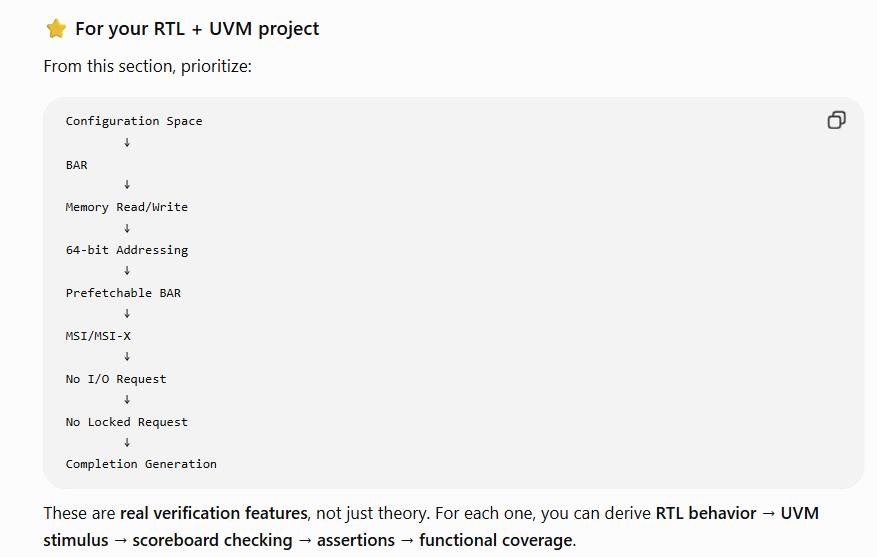 ⭐ For your RTL + UVM project
From this section, prioritize:
Configuration Space
↓
BAR
↓
Memory Read/Write
↓
64-bit Addressing
↓
Prefetchable BAR
↓
MSI/MSI-X
↓
No I/O Request
↓
No Locked Request
↓
Completion Generation
These are real verification features, not just theory. For each one, you can derive RTL behavior → UVM
stimulus → scoreboard checking → assertions → functional coverage.